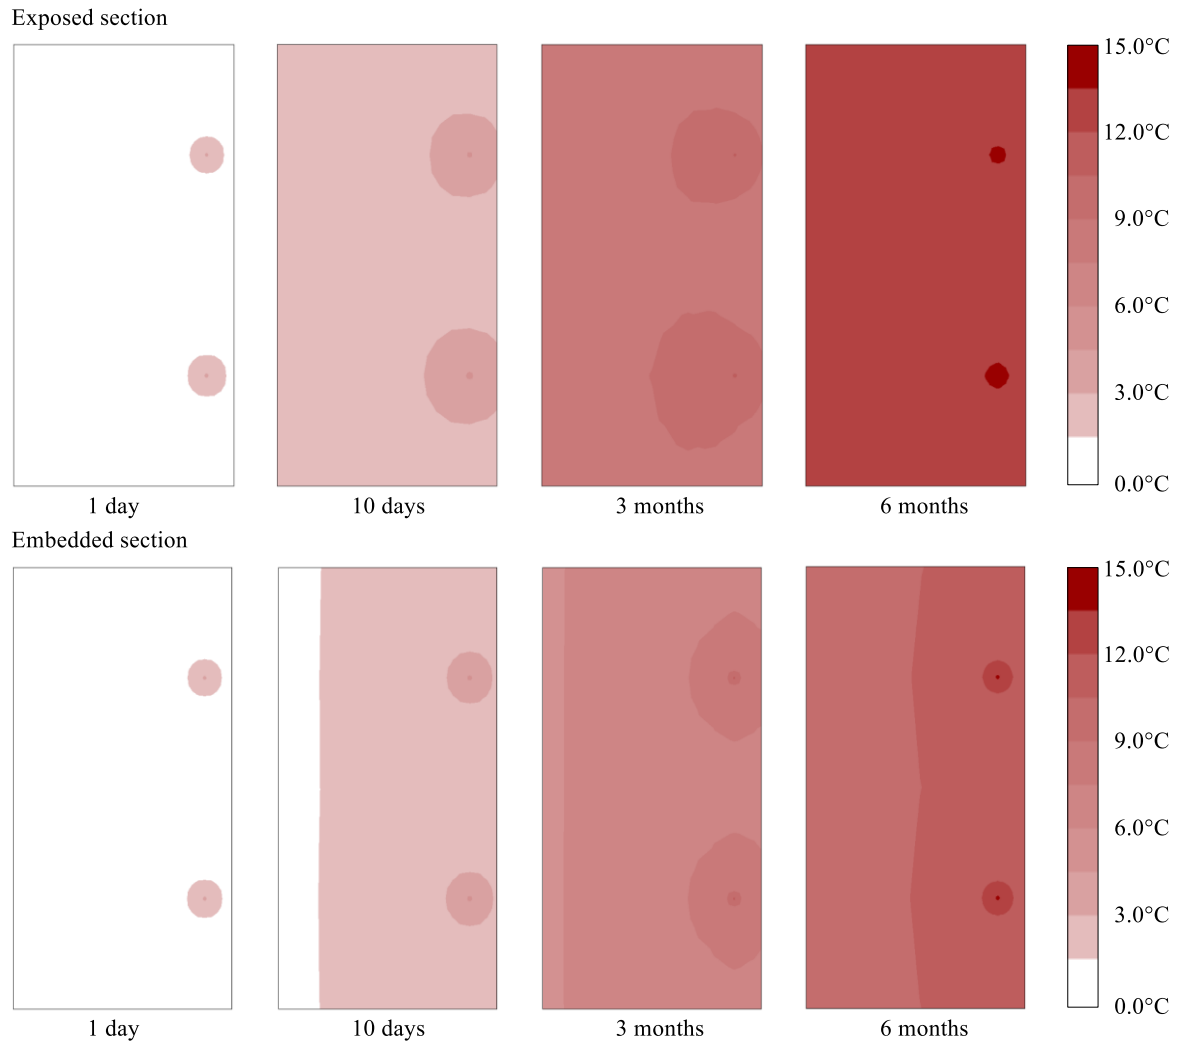 Exposed section
15.0°C
12.0°C
9.0°C
6.0°C
3.0°C
0.0°C
1 day
10 days
3 months
6 months
Embedded section
15.0°C
12.0°C
9.0°C
6.0°C
3.0°C
0.0°C
1 day
10 days
3 months
6 months